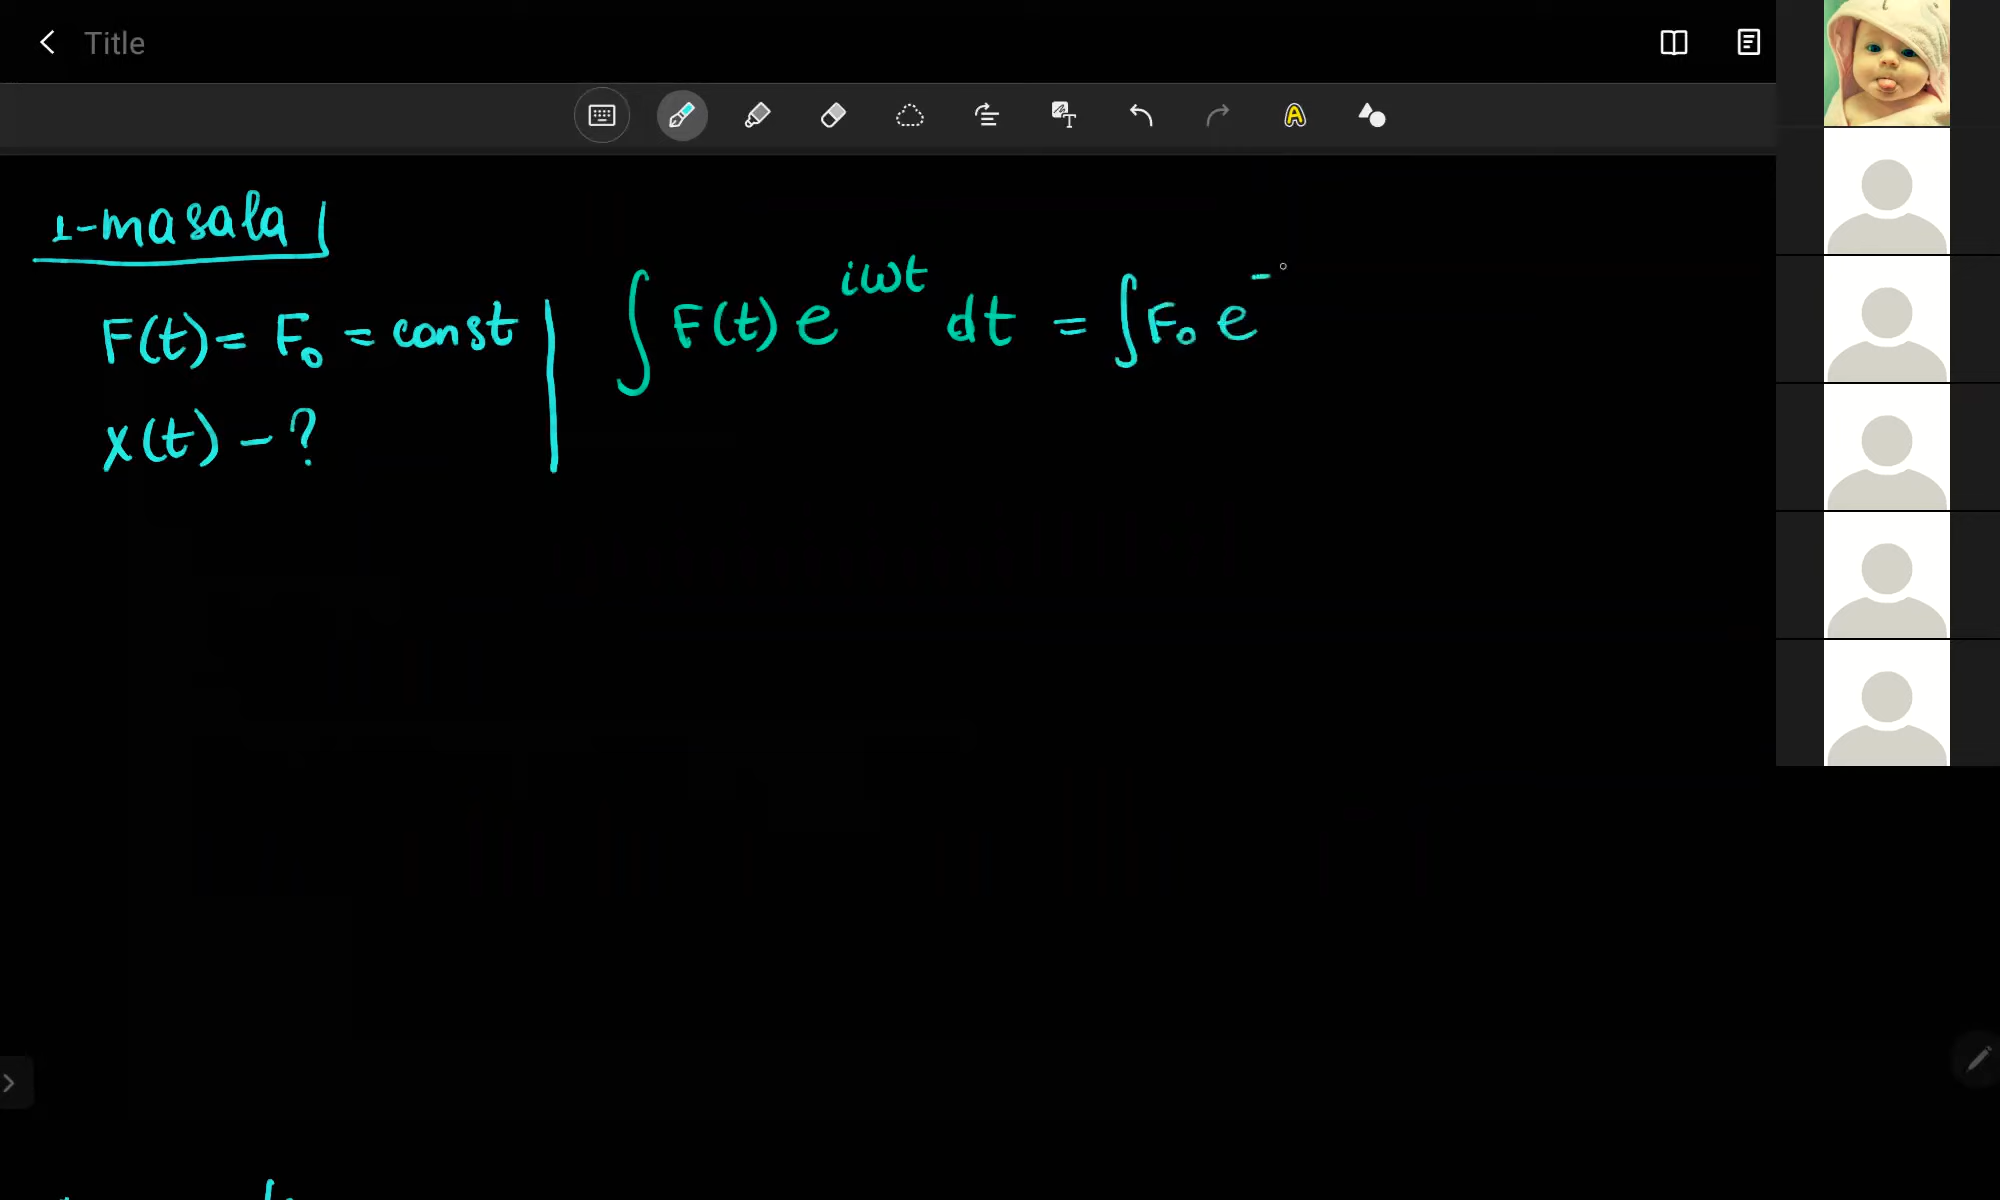 Title
1-masala
F(t) = F₀ = const
x(t) - ?
∫ F(t) e^{iωt} dt = ∫ F₀ e^{-